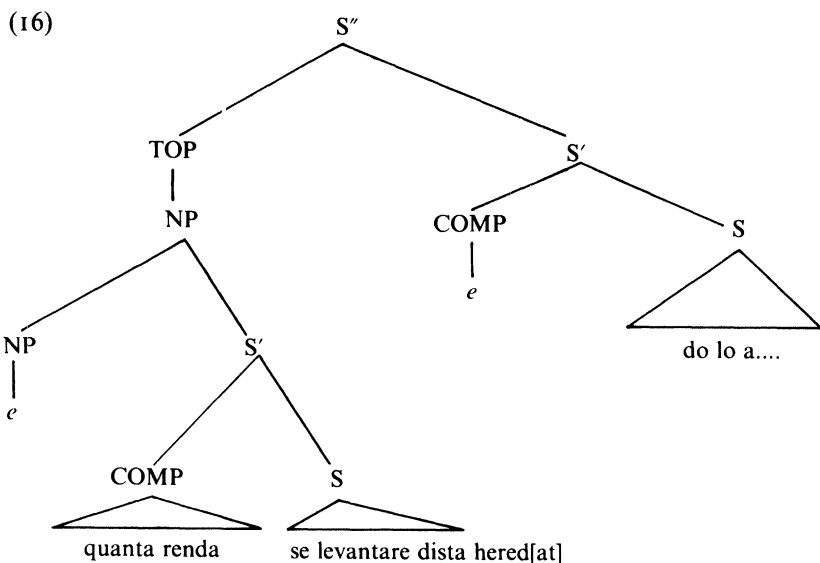 (16)
S″
TOP S′
NP COMP S
e
NP S′ do lo a....
e
COMP S
quanta renda se levantare dista hered[at]